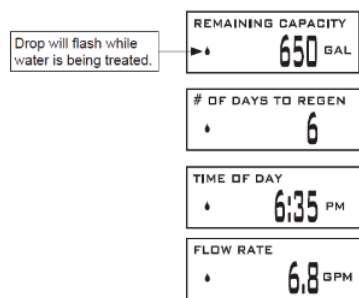 REMAINING CAPACITY
Drop will flash while
water is being treated.
650 GAL
# OF DAYS TO REGEN
6
TIME OF DAY
6:35 PM
FLOW RATE
6.8 GPM